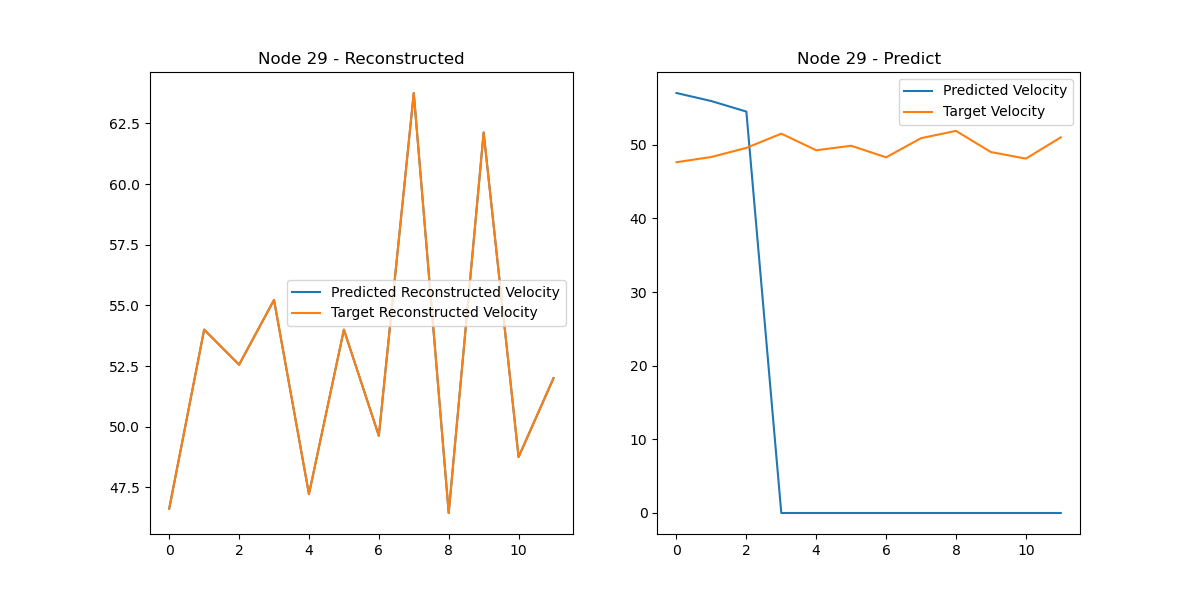 Node 29 - Reconstructed
62.5
60.0
57.5
55.0
52.5
50.0
47.5
0 2 4 6 8 10
Predicted Reconstructed Velocity
Target Reconstructed Velocity
Node 29 - Predict
50
40
30
20
10
0
0 2 4 6 8 10
Predicted Velocity
Target Velocity